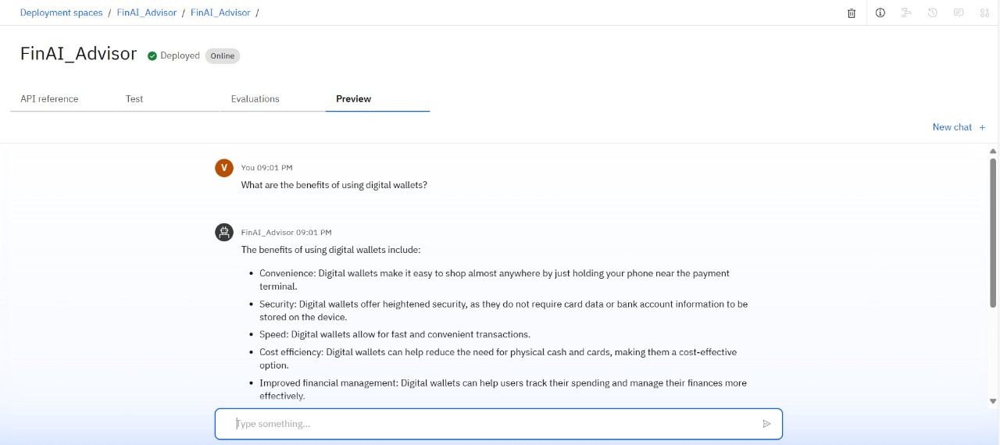 Deployment spaces / FinAI_Advisor / FinAI_Advisor /
FinAI_Advisor Deployed Online
API reference Test Evaluations Preview
New chat +
V You 09:01 PM
What are the benefits of using digital wallets?
FinAI_Advisor 09:01 PM
The benefits of using digital wallets include:
• Convenience: Digital wallets make it easy to shop almost anywhere by just holding your phone near the payment
terminal.
• Security: Digital wallets offer heightened security, as they do not require card data or bank account information to be
stored on the device.
• Speed: Digital wallets allow for fast and convenient transactions.
• Cost efficiency: Digital wallets can help reduce the need for physical cash and cards, making them a cost-effective
option.
• Improved financial management: Digital wallets can help users track their spending and manage their finances more
effectively.
Type something...